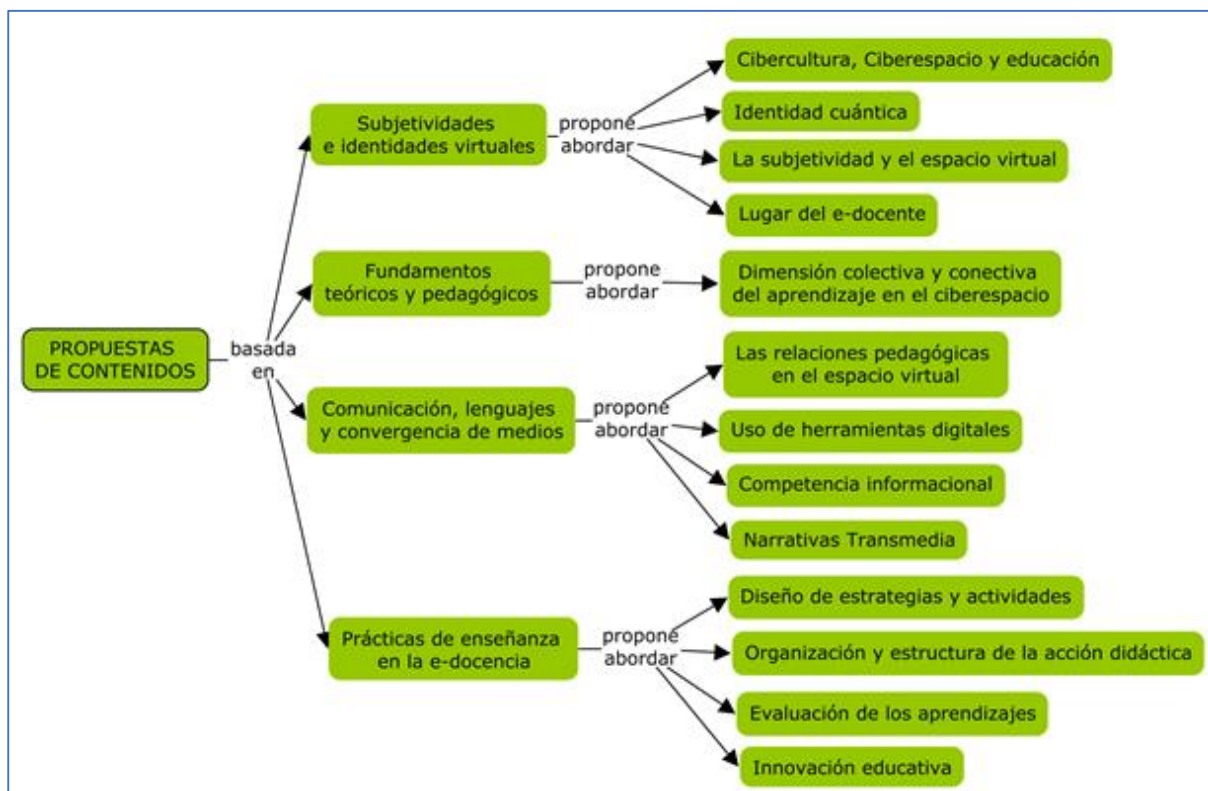 PROPUESTAS
DE CONTENIDOS
basada
en
Subjetividades
e identidades virtuales
propone
abordar
Cibercultura, Ciberespacio y educación
Identidad cuántica
La subjetividad y el espacio virtual
Lugar del e-docente
Fundamentos
teóricos y pedagógicos
propone
abordar
Dimensión colectiva y conectiva
del aprendizaje en el ciberespacio
Comunicación, lenguajes
y convergencia de medios
propone
abordar
Las relaciones pedagógicas
en el espacio virtual
Uso de herramientas digitales
Competencia informacional
Narrativas Transmedia
Prácticas de enseñanza
en la e-docencia
propone
abordar
Diseño de estrategias y actividades
Organización y estructura de la acción didáctica
Evaluación de los aprendizajes
Innovación educativa